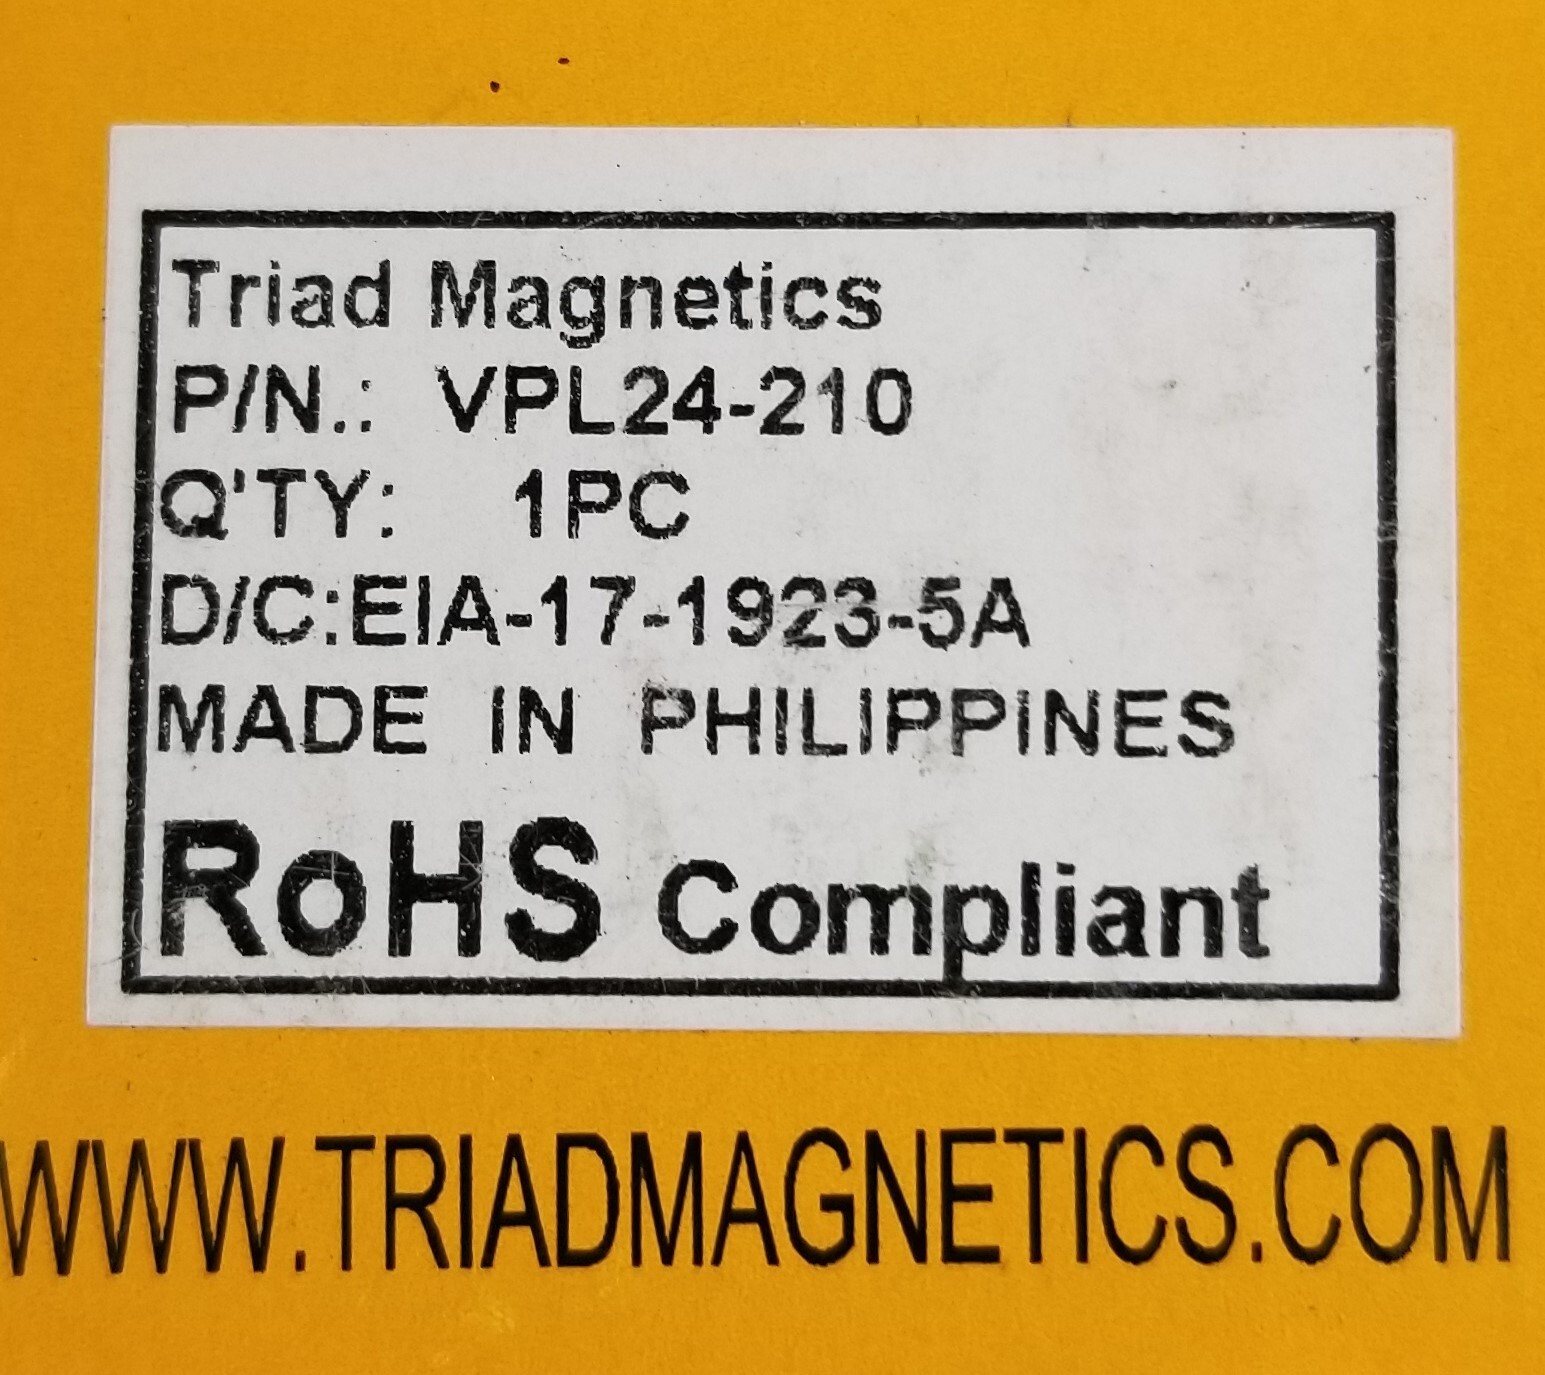 Triad Magnetics
P/N.: VPL24-210
Q'TY: 1PC
D/C:EIA-17-1923-5A
MADE IN PHILIPPINES
RoHS Compliant
WWW.TRIADMAGNETICS.COM